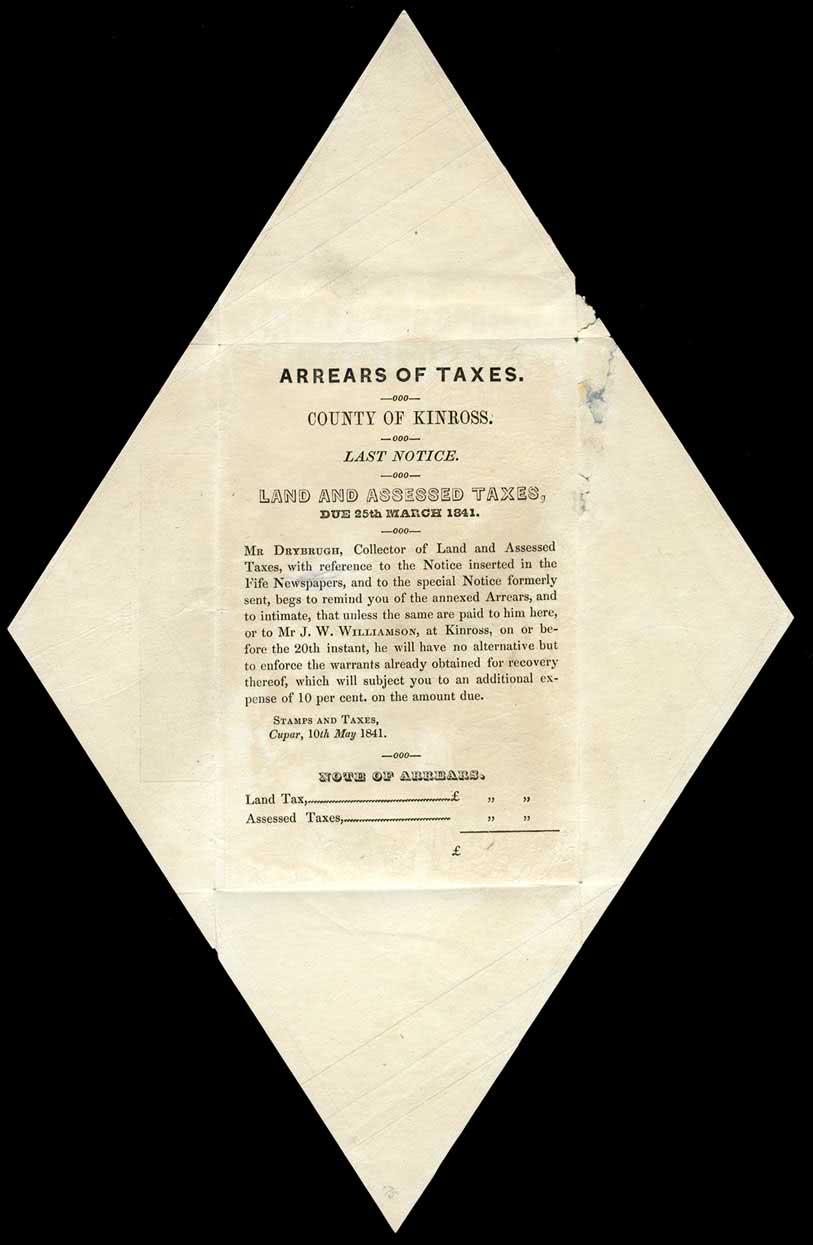 ARREARS OF TAXES.
—ooo—
COUNTY OF KINROSS.
—ooo—
LAST NOTICE.
—ooo—
LAND AND ASSESSED TAXES,
DUE 25th MARCH 1841.
—ooo—
MR DRYBRUGH, Collector of Land and Assessed
Taxes, with reference to the Notice inserted in the
Fife Newspapers, and to the special Notice formerly
sent, begs to remind you of the annexed Arrears, and
to intimate, that unless the same are paid to him here,
or to Mr J. W. WILLIAMSON, at Kinross, on or be-
fore the 20th instant, he will have no alternative but
to enforce the warrants already obtained for recovery
thereof, which will subject you to an additional ex-
pense of 10 per cent. on the amount due.
STAMPS AND TAXES,
Cupar, 10th May 1841.
—ooo—
NOTE OF ARREARS.
Land Tax, £ „ „
Assessed Taxes, „ „
£